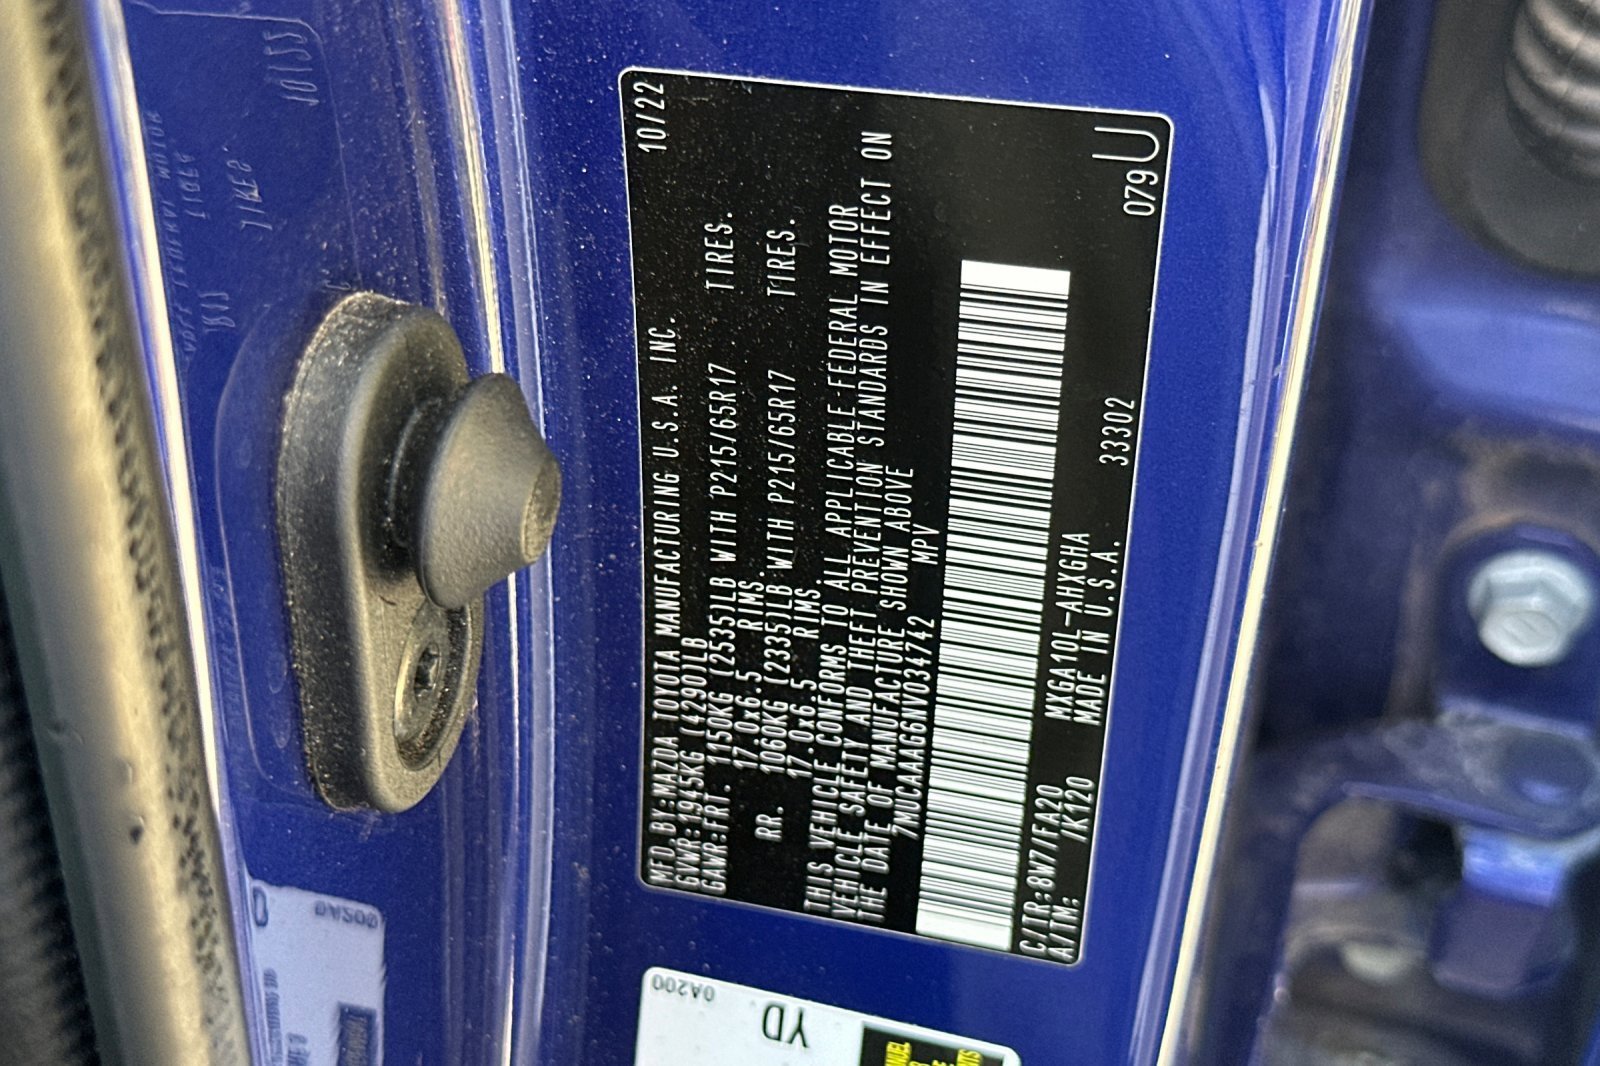 MFD.BY:MAZDA TOYOTA MANUFACTURING U.S.A. INC. 10/22
GVWR:1945KG (4290)LB
GAWR:FRT. 1150KG (2535)LB WITH P215/65R17 TIRES.
17.0x6.5 RIMS.
RR. 1060KG (2335)LB WITH P215/65R17 TIRES.
17.0x6.5 RIMS.
THIS VEHICLE CONFORMS TO ALL APPLICABLE FEDERAL MOTOR
VEHICLE SAFETY AND THEFT PREVENTION STANDARDS IN EFFECT ON
THE DATE OF MANUFACTURE SHOWN ABOVE
7MUCAAAG6NV034742 MPV
C/TR:8W7/FA20 MXGA10L-AHXGHA 33302 079U
A/TM: /K120 MADE IN U.S.A.
0A200
YD